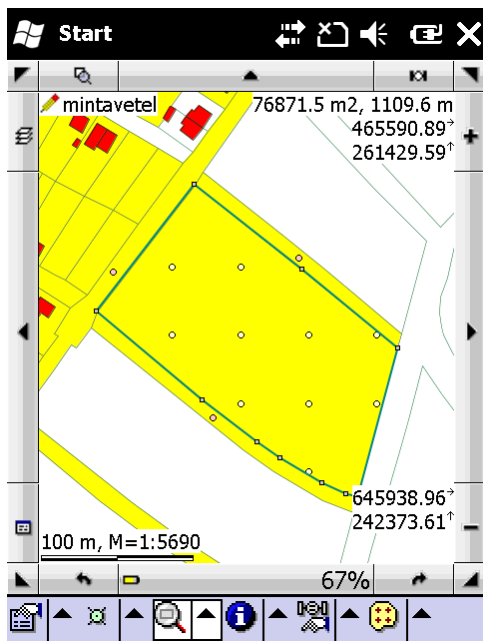 Start
mintavetel
76871.5 m2, 1109.6 m
465590.89→
261429.59↑
645938.96→
242373.61↑
100 m, M=1:5690
67%